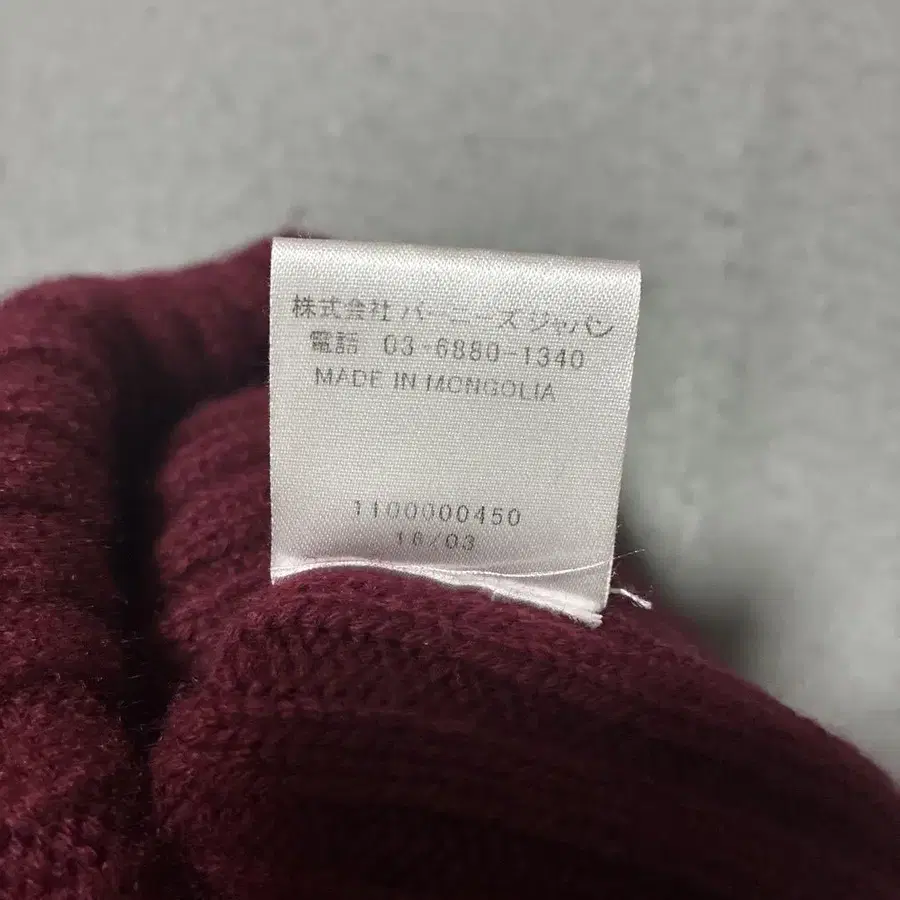 株式会社 バーニーズ ジャパン
電話 03-6880-1340
MADE IN MONGOLIA
1100000450
16/03